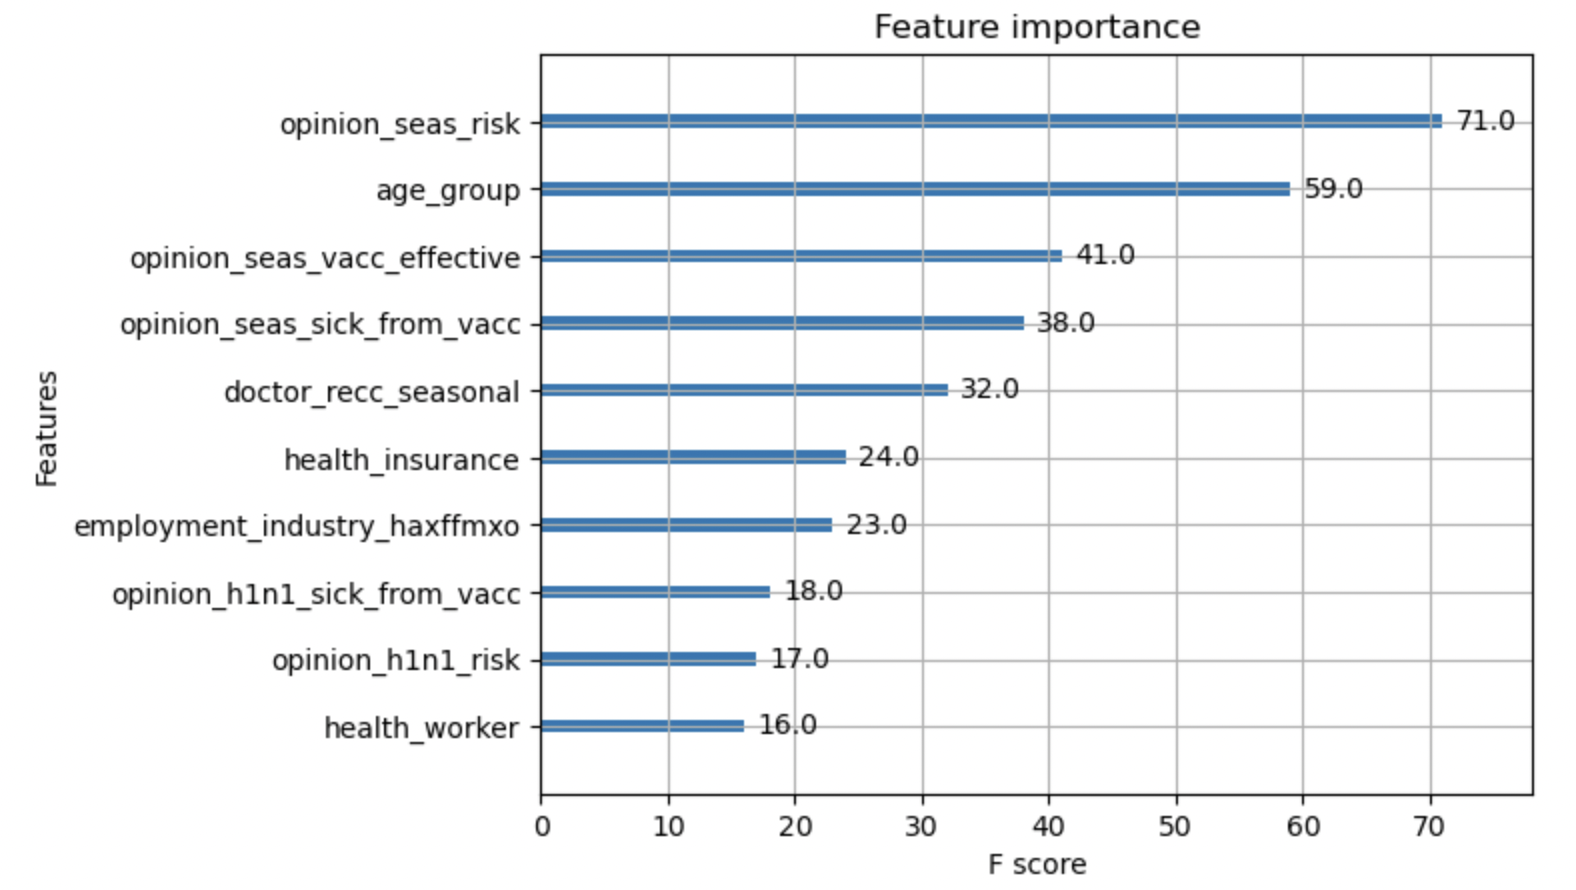 Feature importance
opinion_seas_risk 71.0
age_group 59.0
opinion_seas_vacc_effective 41.0
opinion_seas_sick_from_vacc 38.0
doctor_recc_seasonal 32.0
health_insurance 24.0
employment_industry_haxffmxo 23.0
opinion_h1n1_sick_from_vacc 18.0
opinion_h1n1_risk 17.0
health_worker 16.0
Features
0 10 20 30 40 50 60 70
F score